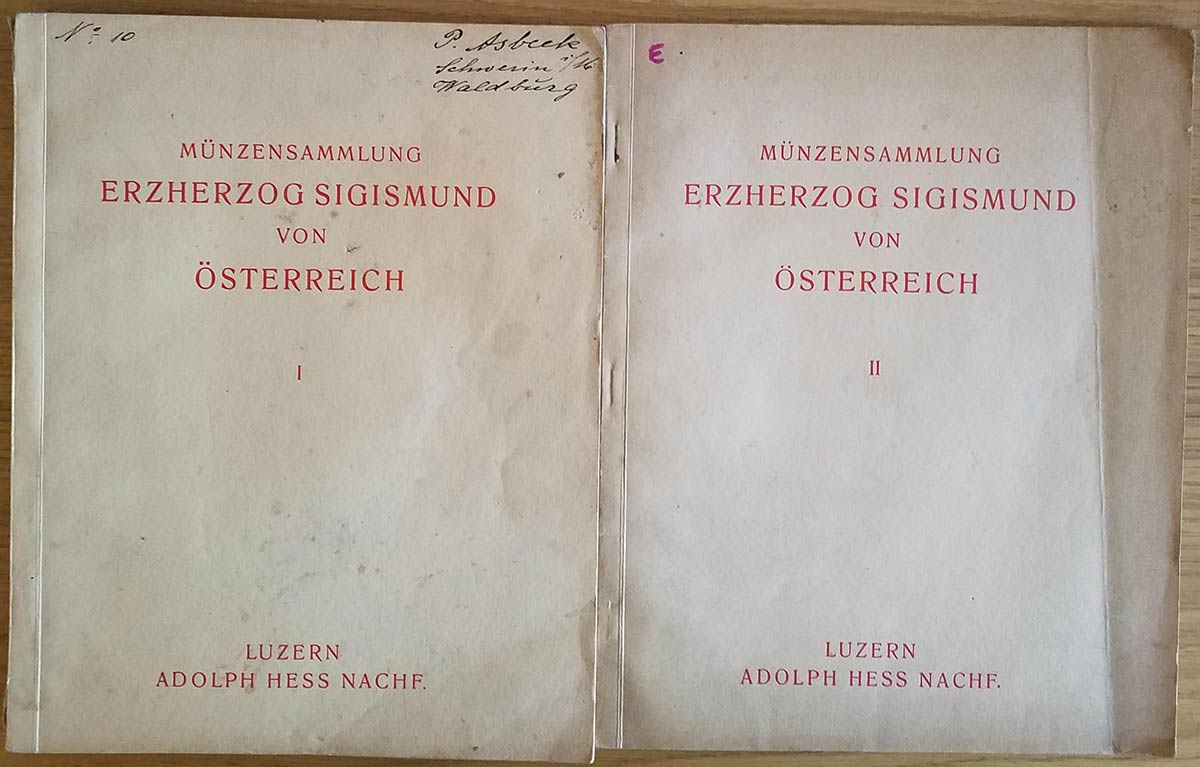 Nº 10
P. Asbeck
Schwerin i/M
Waldburg
MÜNZENSAMMLUNG
ERZHERZOG SIGISMUND
VON
ÖSTERREICH
I
LUZERN
ADOLPH HESS NACHF.
E
MÜNZENSAMMLUNG
ERZHERZOG SIGISMUND
VON
ÖSTERREICH
II
LUZERN
ADOLPH HESS NACHF.